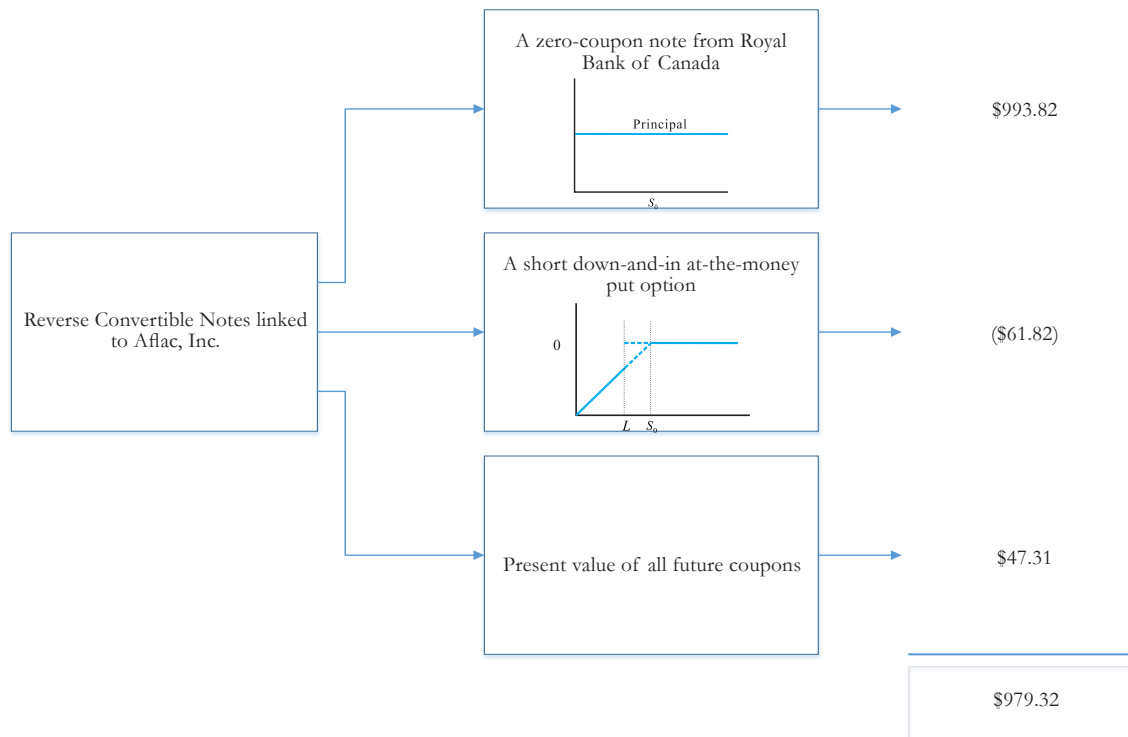 A zero-coupon note from Royal
Bank of Canada
Principal
S₀
$993.82
Reverse Convertible Notes linked
to Aflac, Inc.
A short down-and-in at-the-money
put option
0
L S₀
($61.82)
Present value of all future coupons
$47.31
$979.32